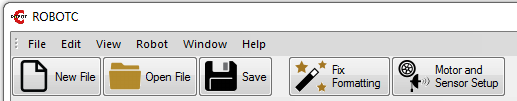 ROBOTC
File Edit View Robot Window Help
New File Open File Save Fix Formatting Motor and Sensor Setup